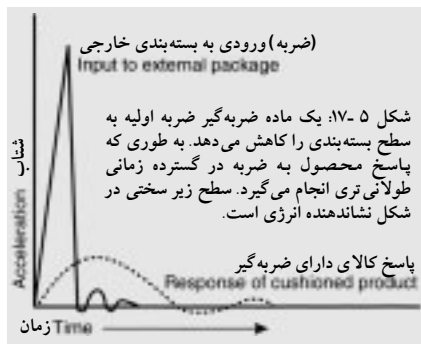 (ضربه) ورودی به بسته‌بندی خارجی
Input to external package
شکل ۵ -۱۷: یک ماده ضربه‌گیر ضربه اولیه به
سطح بسته‌بندی را کاهش می‌دهد. به طوری که
پاسخ محصول به ضربه در گسترده زمانی
طولانی‌تری انجام می‌گیرد. سطح زیر سختی در
شکل نشاندهنده انرژی است.
شتاب
Acceleration
پاسخ کالای دارای ضربه‌گیر
Response of cushioned product
زمان Time